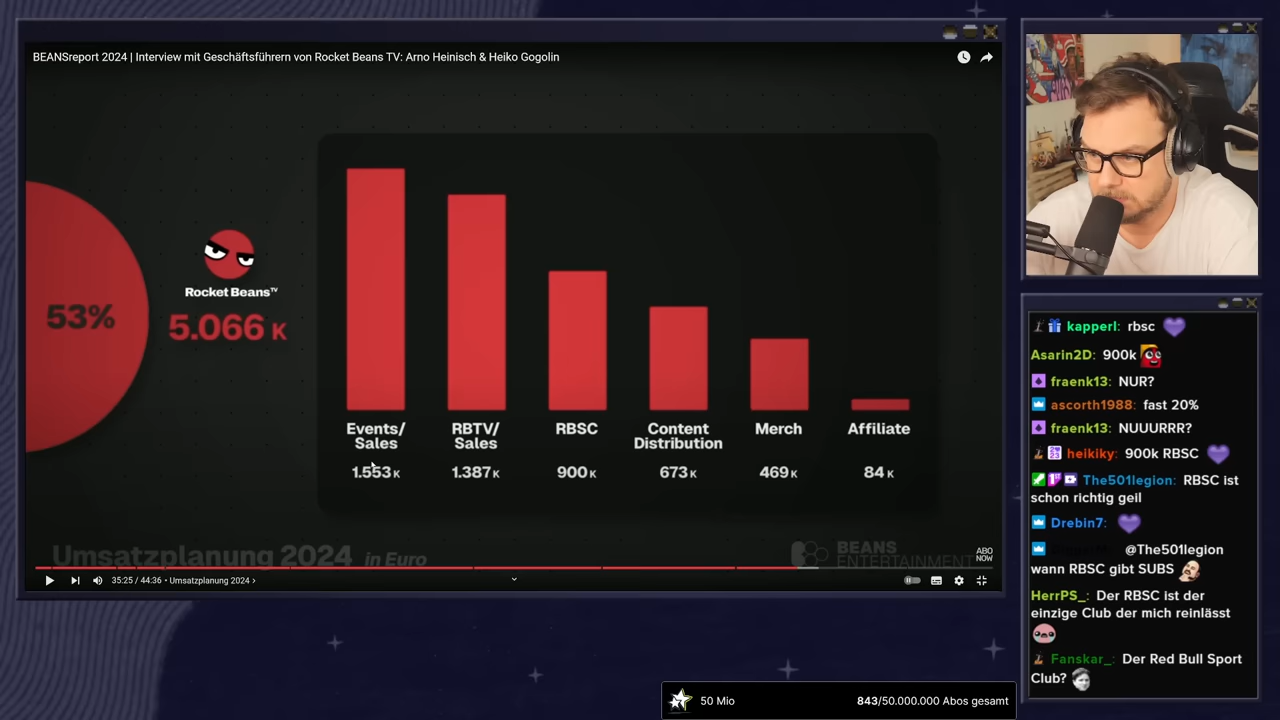 BEANSreport 2024 | Interview mit Geschäftsführern von Rocket Beans TV: Arno Heinisch & Heiko Gogolin
53%
Rocket Beans TV
5.066 K
Events/
Sales
1.553 K
RBTV/
Sales
1.387 K
RBSC
900 K
Content
Distribution
673 K
Merch
469 K
Affiliate
84 K
Umsatzplanung 2024 in Euro
BEANS
ENTERTAINMENT
ABO
NOW
35:25 / 44:36 • Umsatzplanung 2024 ›
kapperl: rbsc
Asarin2D: 900k
fraenk13: NUR?
ascorth1988: fast 20%
fraenk13: NUUURRR?
heikiky: 900k RBSC
The501legion: RBSC ist
schon richtig geil
Drebin7:
@The501legion
wann RBSC gibt SUBS
HerrPS_: Der RBSC ist der
einzige Club der mich reinlässt
Fanskar_: Der Red Bull Sport
Club?
50 Mio
843/50.000.000 Abos gesamt